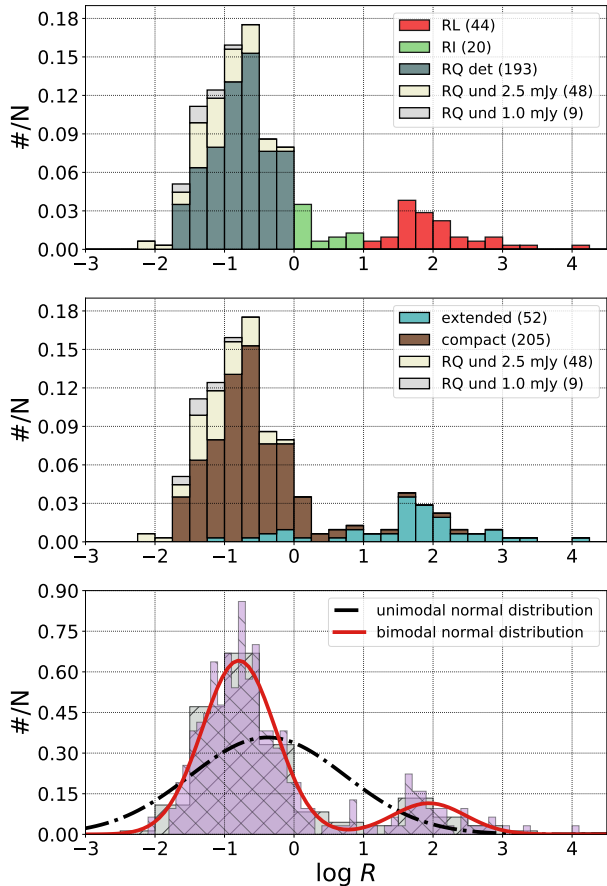 #/N
0.18
0.15
0.12
0.09
0.06
0.03
0.00
−3 −2 −1 0 1 2 3 4
RL (44)
RI (20)
RQ det (193)
RQ und 2.5 mJy (48)
RQ und 1.0 mJy (9)
#/N
0.18
0.15
0.12
0.09
0.06
0.03
0.00
−3 −2 −1 0 1 2 3 4
extended (52)
compact (205)
RQ und 2.5 mJy (48)
RQ und 1.0 mJy (9)
#/N
0.90
0.75
0.60
0.45
0.30
0.15
0.00
−3 −2 −1 0 1 2 3 4
unimodal normal distribution
bimodal normal distribution
log R